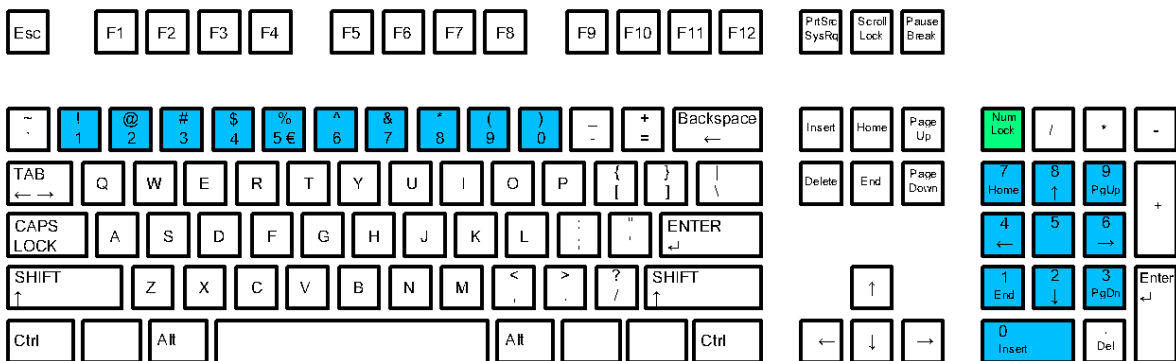 Esc F1 F2 F3 F4 F5 F6 F7 F8 F9 F10 F11 F12 PrtSrc Scroll Pause
SysRq Lock Break
~ ! @ # $ % ^ & * ( ) _ + Backspace Insert Home Page Num / * -
` 1 2 3 4 5 € 6 7 8 9 0 - = ← Up Lock
TAB Q W E R T Y U I O P { } | Delete End Page 7 8 9 +
← → [ ] \ Down Home ↑ PgUp
CAPS A S D F G H J K L : " ENTER 4 5 6
LOCK ; ' ↵ ← →
SHIFT Z X C V B N M < > ? SHIFT ↑ 1 2 3 Enter
↑ , . / ↑ End ↓ PgDn ↵
Ctrl Alt Alt Ctrl ← ↓ → 0 .
Insert Del